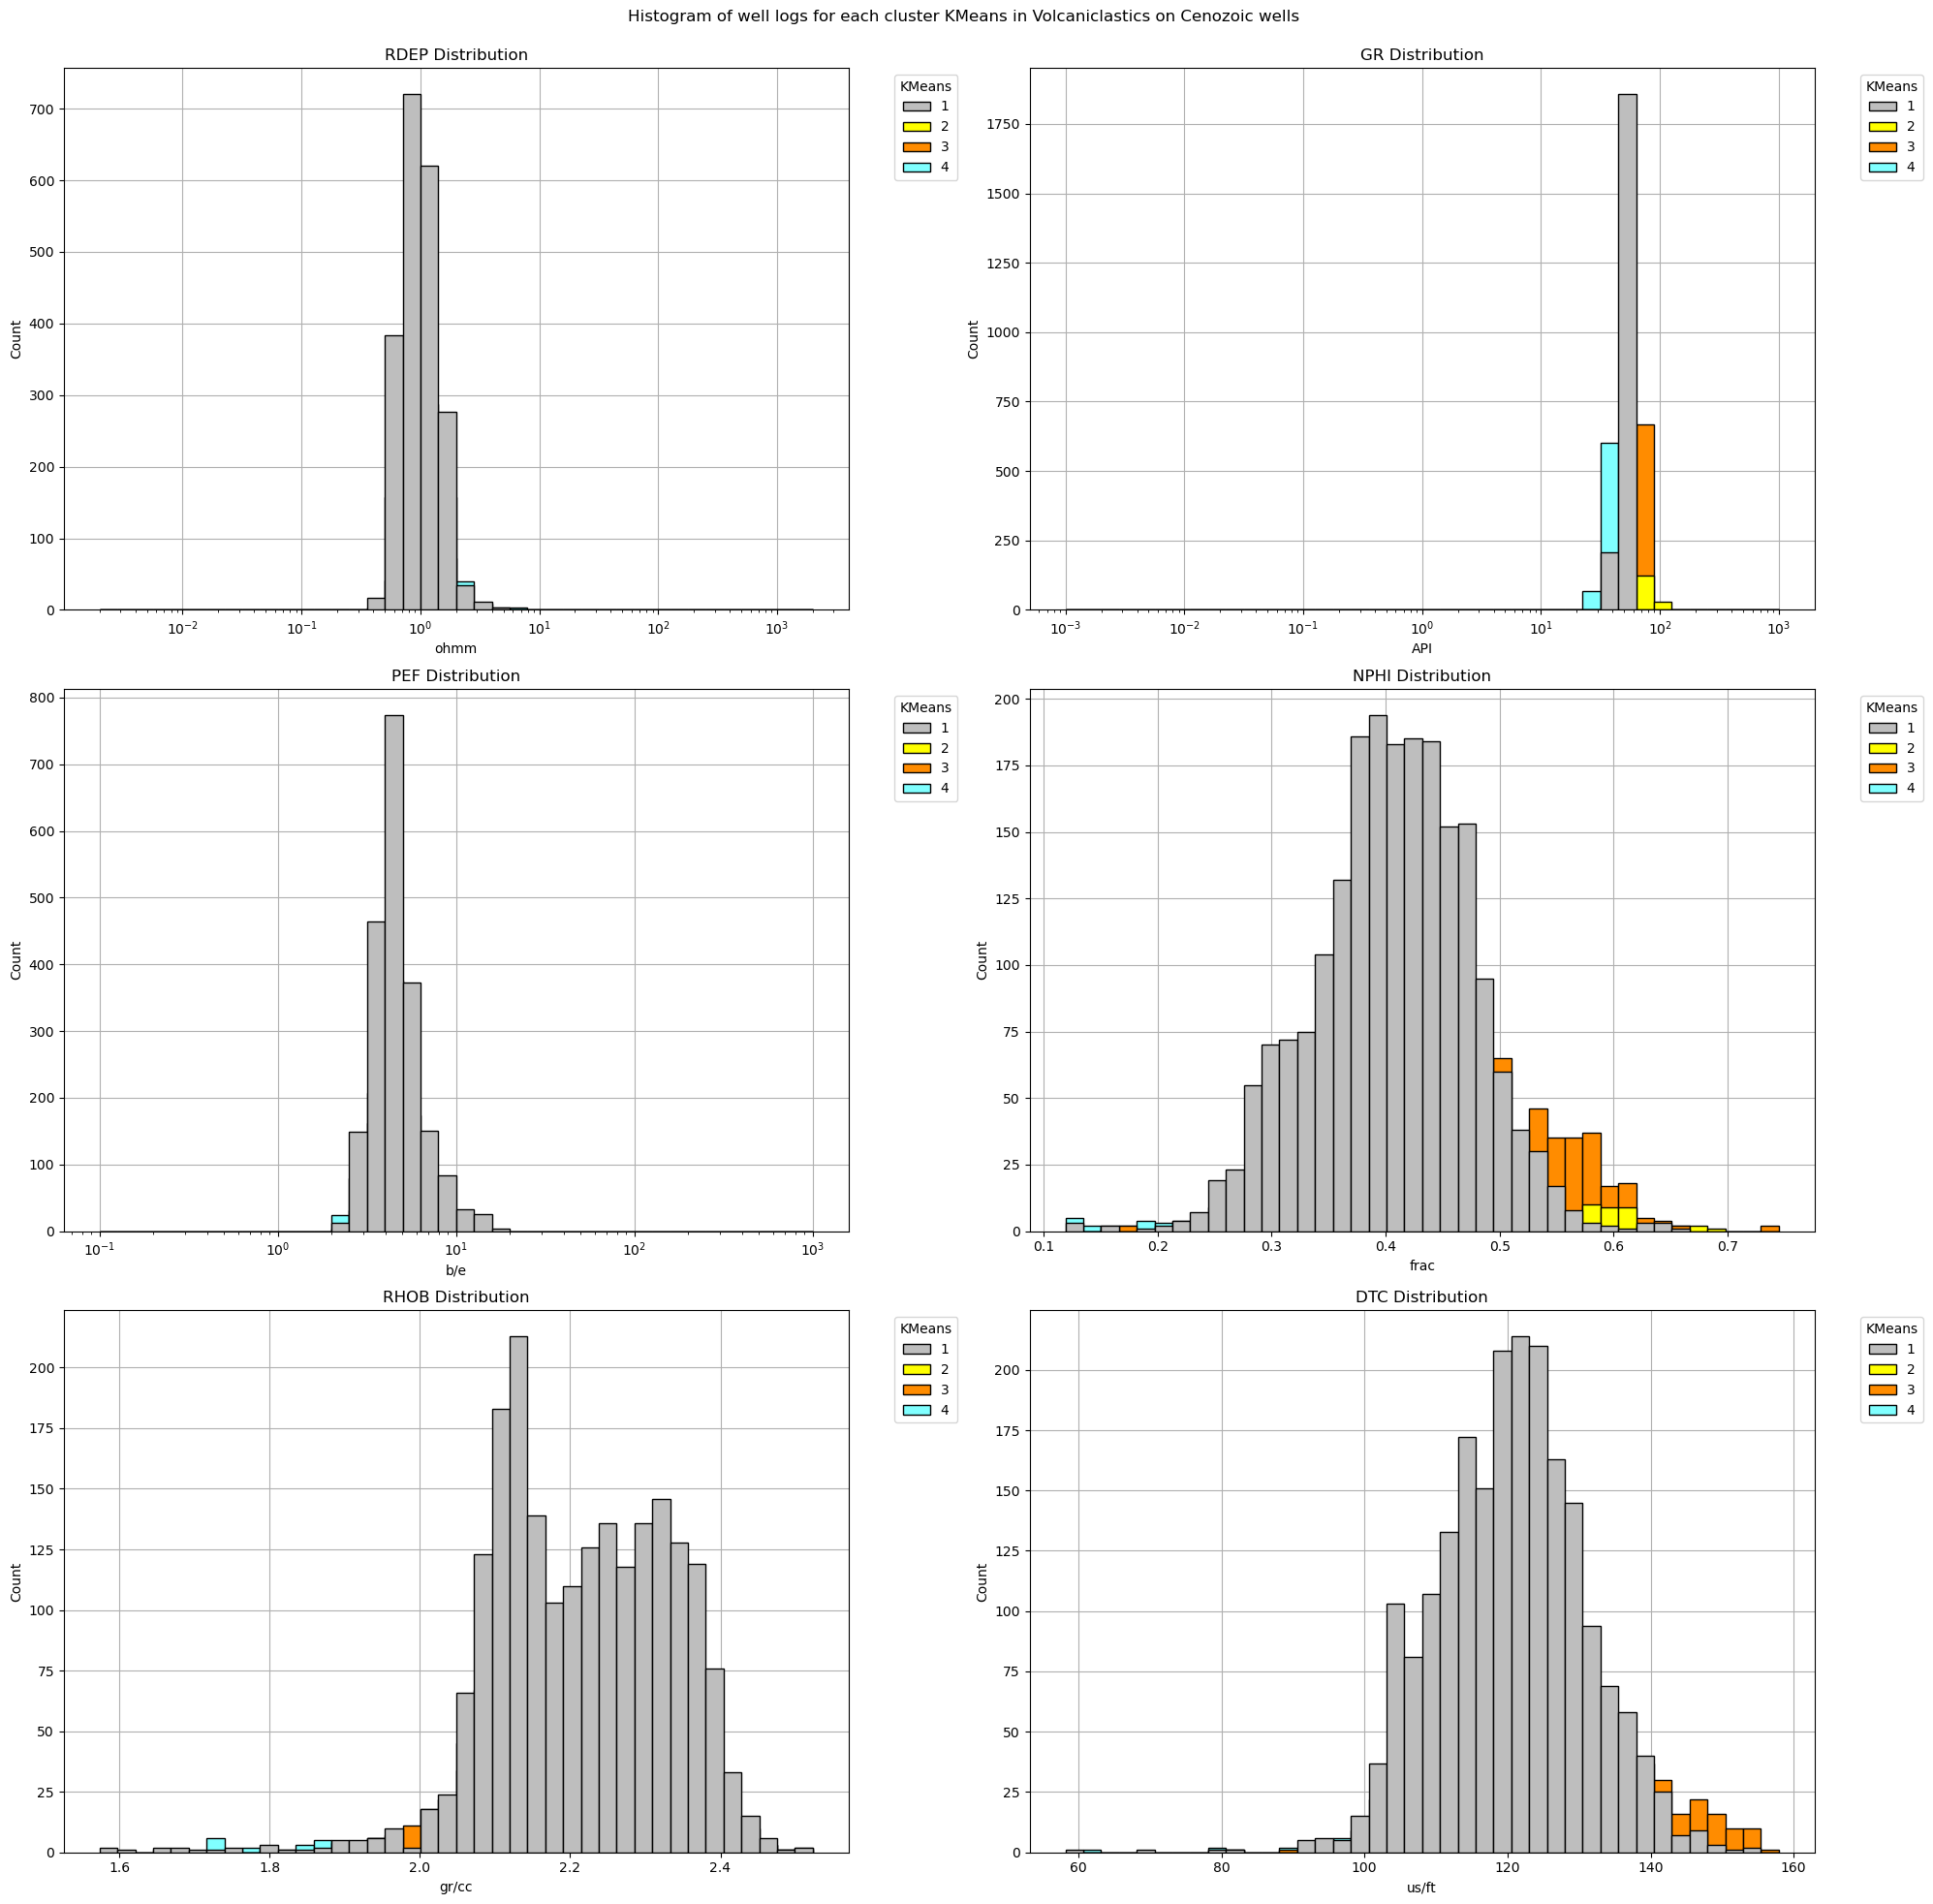 Histogram of well logs for each cluster KMeans in Volcaniclastics on Cenozoic wells
RDEP Distribution
Count
700
600
500
400
300
200
100
0
10⁻² 10⁻¹ 10⁰ 10¹ 10² 10³
ohmm
KMeans
1
2
3
4
GR Distribution
Count
1750
1500
1250
1000
750
500
250
0
10⁻³ 10⁻² 10⁻¹ 10⁰ 10¹ 10² 10³
API
KMeans
1
2
3
4
PEF Distribution
Count
800
700
600
500
400
300
200
100
0
10⁻¹ 10⁰ 10¹ 10² 10³
b/e
KMeans
1
2
3
4
NPHI Distribution
Count
200
175
150
125
100
75
50
25
0
0.1 0.2 0.3 0.4 0.5 0.6 0.7
frac
KMeans
1
2
3
4
RHOB Distribution
Count
200
175
150
125
100
75
50
25
0
1.6 1.8 2.0 2.2 2.4
gr/cc
KMeans
1
2
3
4
DTC Distribution
Count
200
175
150
125
100
75
50
25
0
60 80 100 120 140 160
us/ft
KMeans
1
2
3
4